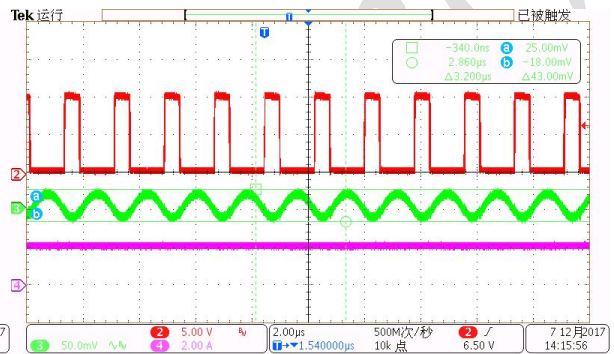 Tek 运行 已被触发
T
□ -340.0ns a 25.00mV
○ 2.860μs b -18.00mV
△3.200μs △43.00mV
2
a
3
b
4
2 5.00 V 2.00μs 500M次/秒 2 7 12月2017
3 50.0mV 4 2.00 A T→▼1.540000μs 10k 点 6.50 V 14:15:56